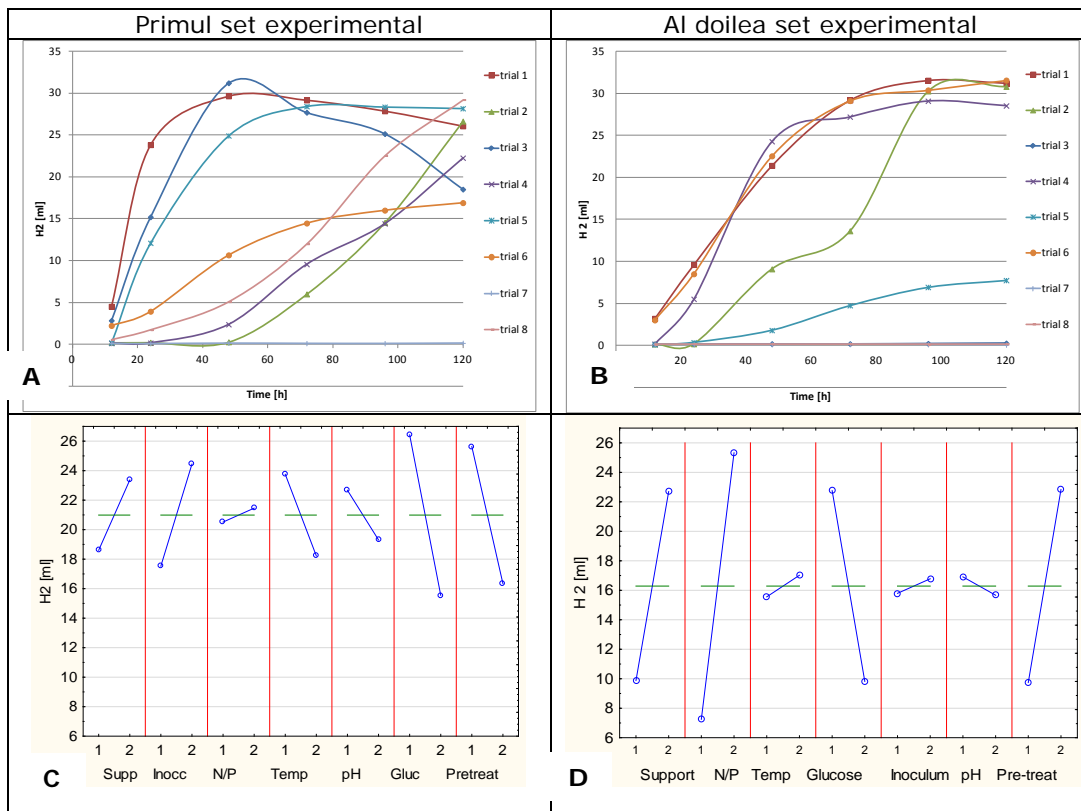 Primul set experimental
Al doilea set experimental
35
30
25
20
15
10
5
0
H2 [ml]
0 20 40 60 80 100 120
Time [h]
trial 1
trial 2
trial 3
trial 4
trial 5
trial 6
trial 7
trial 8
A
35
30
25
20
15
10
5
0
H 2 [ml]
20 40 60 80 100 120
Time [h]
trial 1
trial 2
trial 3
trial 4
trial 5
trial 6
trial 7
trial 8
B
26
24
22
20
18
16
14
12
10
8
6
H2 [ml]
1 2 1 2 1 2 1 2 1 2 1 2 1 2
Supp Inocc N/P Temp pH Gluc Pretreat
C
26
24
22
20
18
16
14
12
10
8
6
H 2 [ml]
1 2 1 2 1 2 1 2 1 2 1 2 1 2
Support N/P Temp Glucose Inoculum pH Pre-treat
D